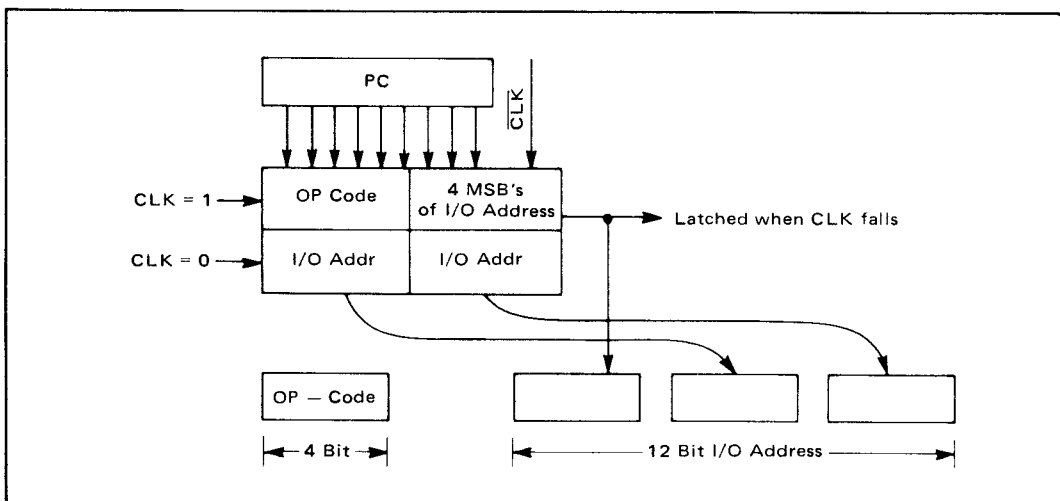 PC
CLK
CLK = 1
OP Code
4 MSB's
of I/O Address
Latched when CLK falls
CLK = 0
I/O Addr
I/O Addr
OP – Code
4 Bit
12 Bit I/O Address